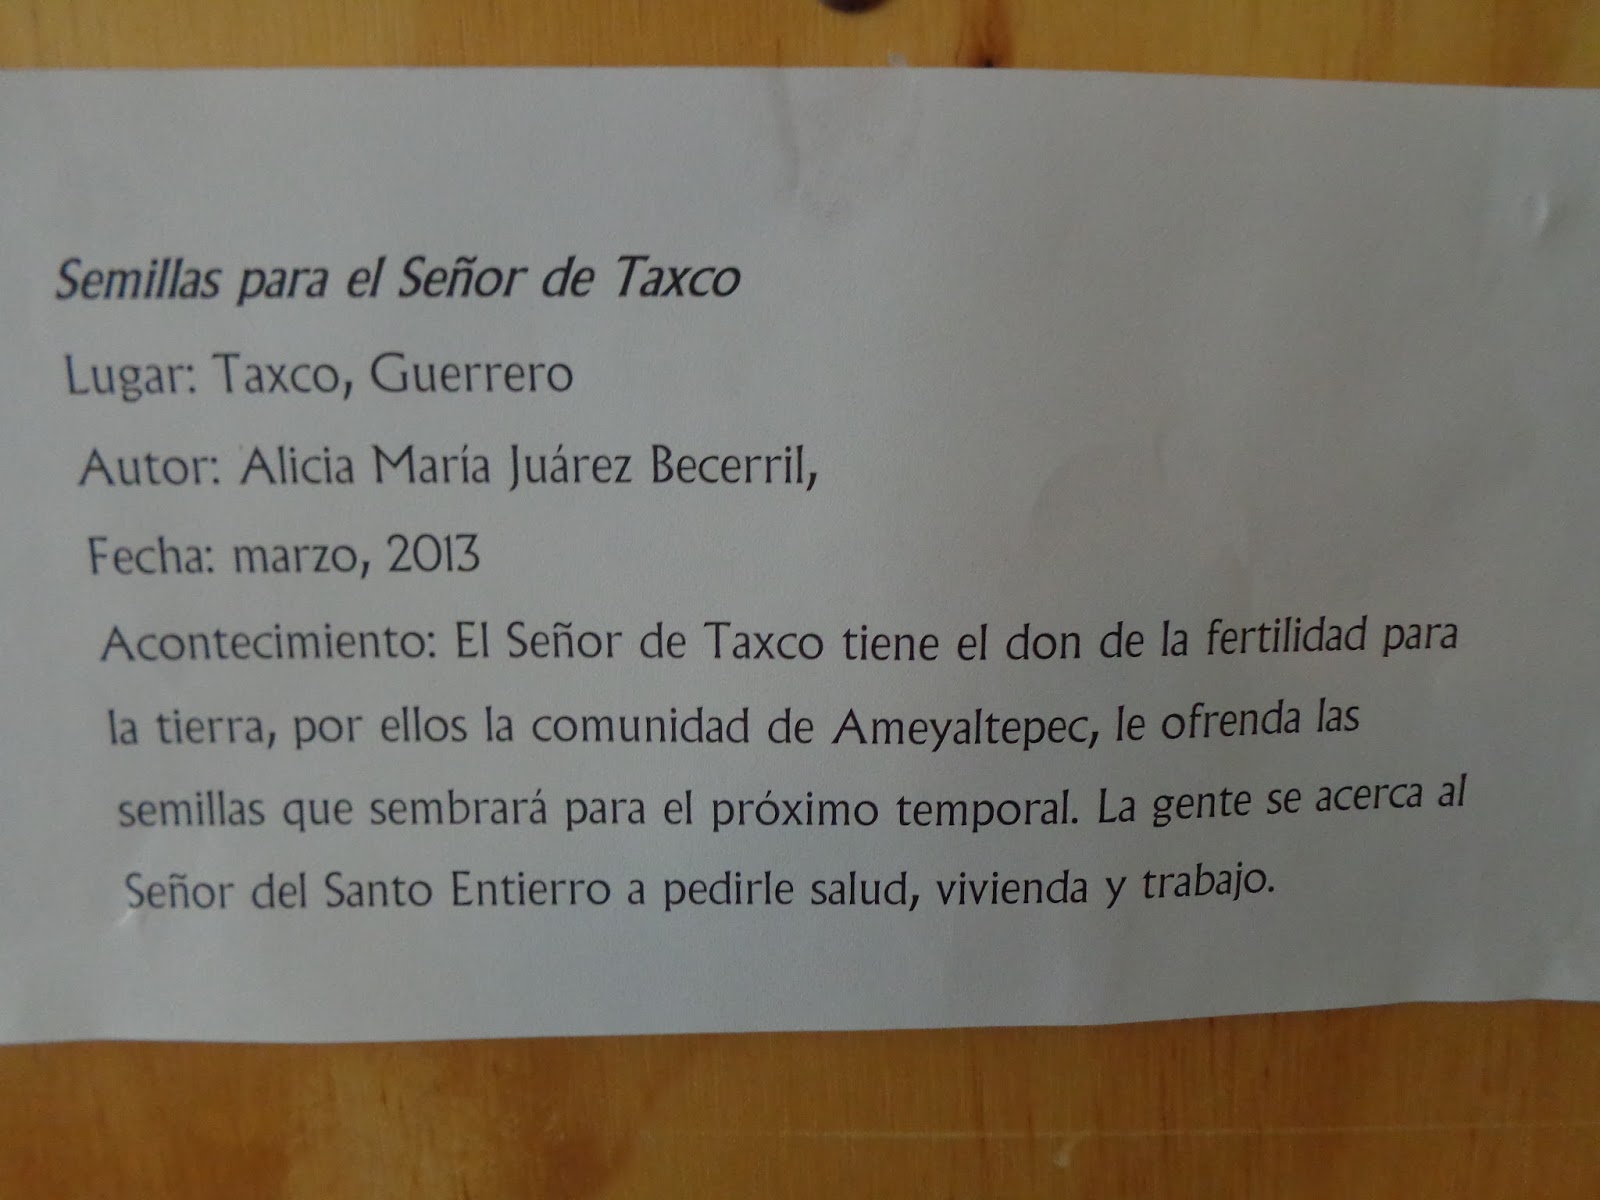 Semillas para el Señor de Taxco
Lugar: Taxco, Guerrero
Autor: Alicia María Juárez Becerril,
Fecha: marzo, 2013
Acontecimiento: El Señor de Taxco tiene el don de la fertilidad para
la tierra, por ellos la comunidad de Ameyaltepec, le ofrenda las
semillas que sembrará para el próximo temporal. La gente se acerca al
Señor del Santo Entierro a pedirle salud, vivienda y trabajo.